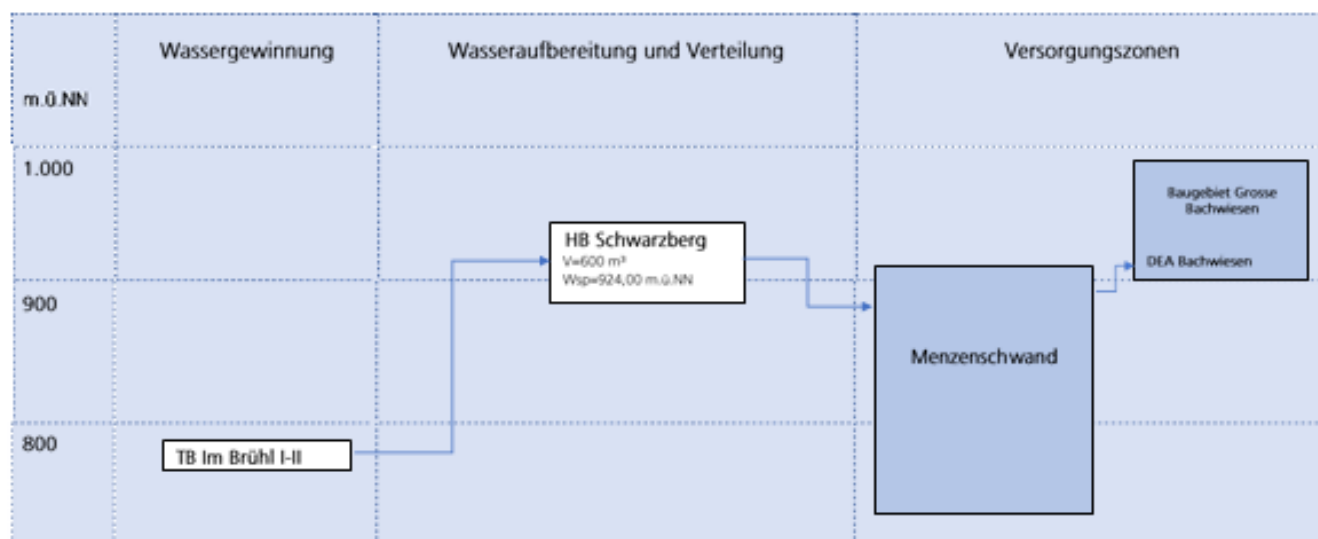 Wassergewinnung
Wasseraufbereitung und Verteilung
Versorgungszonen
m.ü.NN
1.000
Baugebiet Grosse
Bachwiesen
HB Schwarzberg
V=600 m³
Wsp=924,00 m.ü.NN
DEA Bachwiesen
900
Menzenschwand
800
TB Im Brühl I-II